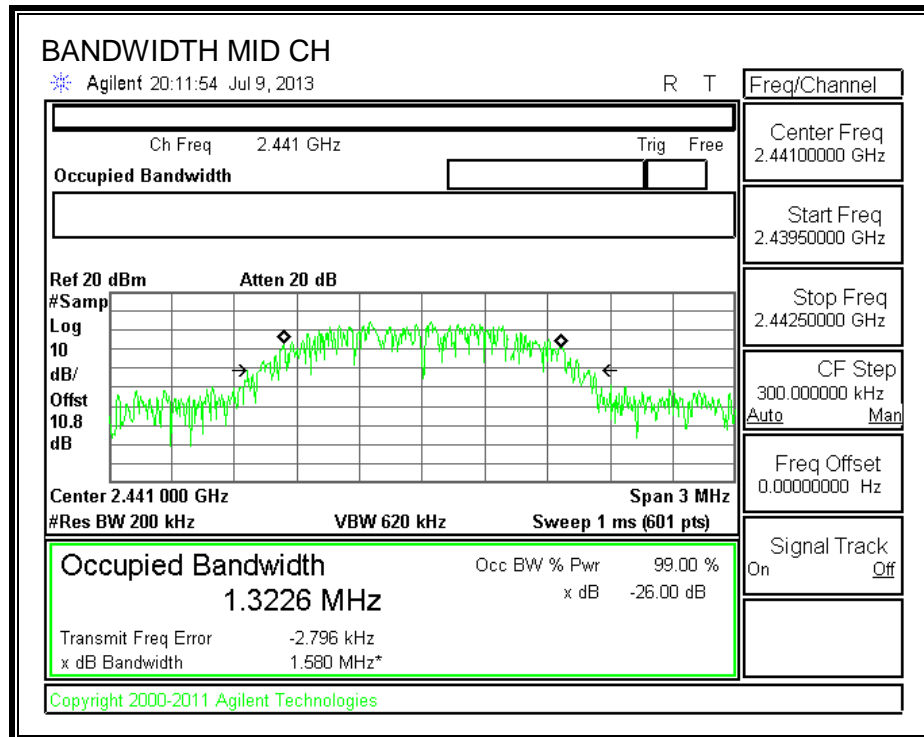 BANDWIDTH MID CH
Agilent 20:11:54 Jul 9, 2013 R T
Ch Freq 2.441 GHz Trig Free
Occupied Bandwidth
Ref 20 dBm Atten 20 dB
#Samp
Log
10
dB/
Offst
10.8
dB
Center 2.441 000 GHz Span 3 MHz
#Res BW 200 kHz VBW 620 kHz Sweep 1 ms (601 pts)
Occupied Bandwidth Occ BW % Pwr 99.00 %
1.3226 MHz x dB -26.00 dB
Transmit Freq Error -2.796 kHz
x dB Bandwidth 1.580 MHz*
Copyright 2000-2011 Agilent Technologies
Freq/Channel
Center Freq
2.44100000 GHz
Start Freq
2.43950000 GHz
Stop Freq
2.44250000 GHz
CF Step
300.000000 kHz
Auto Man
Freq Offset
0.00000000 Hz
Signal Track
On Off